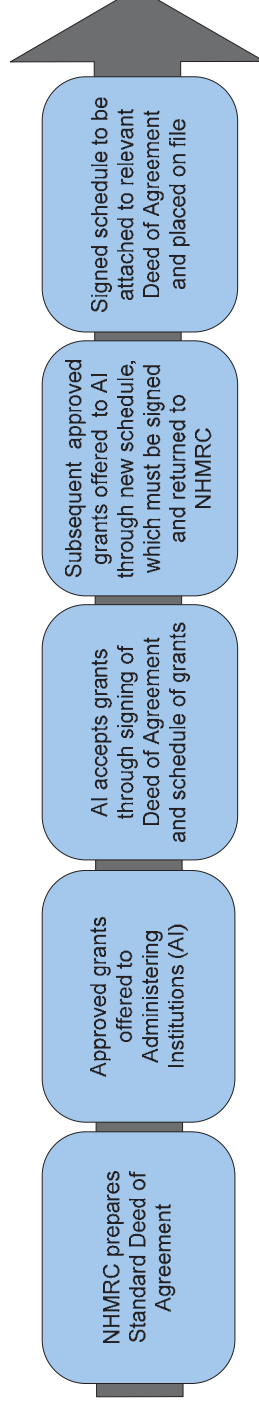 NHMRC prepares
Standard Deed of
Agreement
Approved grants
offered to
Administering
Institutions (AI)
AI accepts grants
through signing of
Deed of Agreement
and schedule of grants
Subsequent approved
grants offered to AI
through new schedule,
which must be signed
and returned to
NHMRC
Signed schedule to be
attached to relevant
Deed of Agreement
and placed on file